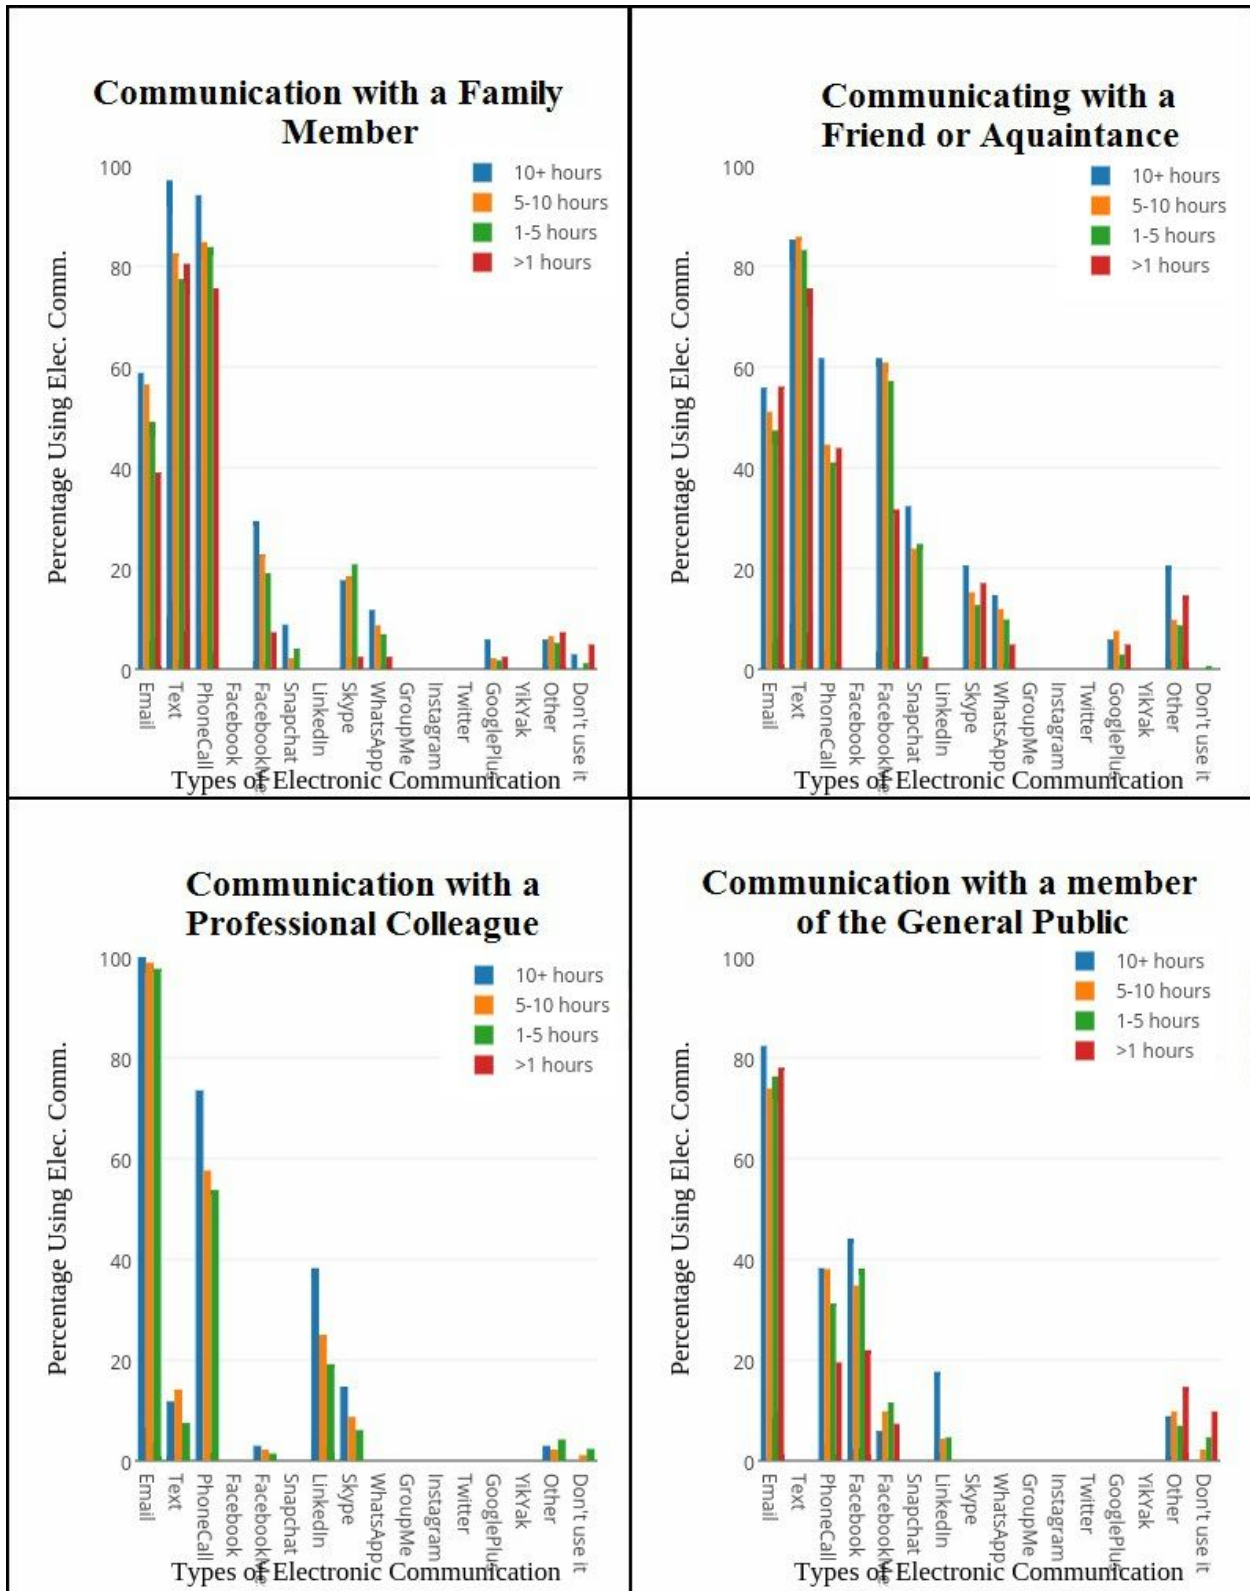 Communication with a Family
Member
10+ hours
5-10 hours
1-5 hours
>1 hours
100
80
60
40
20
0
Percentage Using Elec. Comm.
Email
Text
PhoneCall
Facebook
FacebookMe
Snapchat
LinkedIn
Skype
WhatsApp
GroupMe
Instagram
Twitter
GooglePlus
YikYak
Other
Don't use it
Types of Electronic Communication
Communicating with a
Friend or Aquaintance
10+ hours
5-10 hours
1-5 hours
>1 hours
100
80
60
40
20
0
Percentage Using Elec. Comm.
Email
Text
PhoneCall
Facebook
FacebookMe
Snapchat
LinkedIn
Skype
WhatsApp
GroupMe
Instagram
Twitter
GooglePlus
YikYak
Other
Don't use it
Types of Electronic Communication
Communication with a
Professional Colleague
10+ hours
5-10 hours
1-5 hours
>1 hours
100
80
60
40
20
0
Percentage Using Elec. Comm.
Email
Text
PhoneCall
Facebook
FacebookMe
Snapchat
LinkedIn
Skype
WhatsApp
GroupMe
Instagram
Twitter
GooglePlus
YikYak
Other
Don't use it
Types of Electronic Communication
Communication with a member
of the General Public
10+ hours
5-10 hours
1-5 hours
>1 hours
100
80
60
40
20
0
Percentage Using Elec. Comm.
Email
Text
PhoneCall
Facebook
FacebookMe
Snapchat
LinkedIn
Skype
WhatsApp
GroupMe
Instagram
Twitter
GooglePlus
YikYak
Other
Don't use it
Types of Electronic Communication